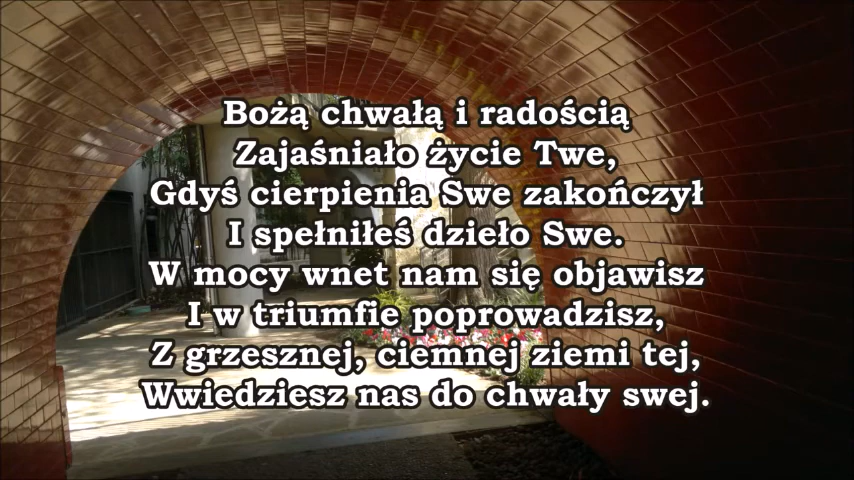 Bożą chwałą i radością
Zajaśniało życie Twe,
Gdyś cierpienia Swe zakończył
I spełniłeś dzieło Swe.
W mocy wnet nam się objawisz
I w triumfie poprowadzisz,
Z grzesznej, ciemnej ziemi tej,
Wwiedziesz nas do chwały swej.